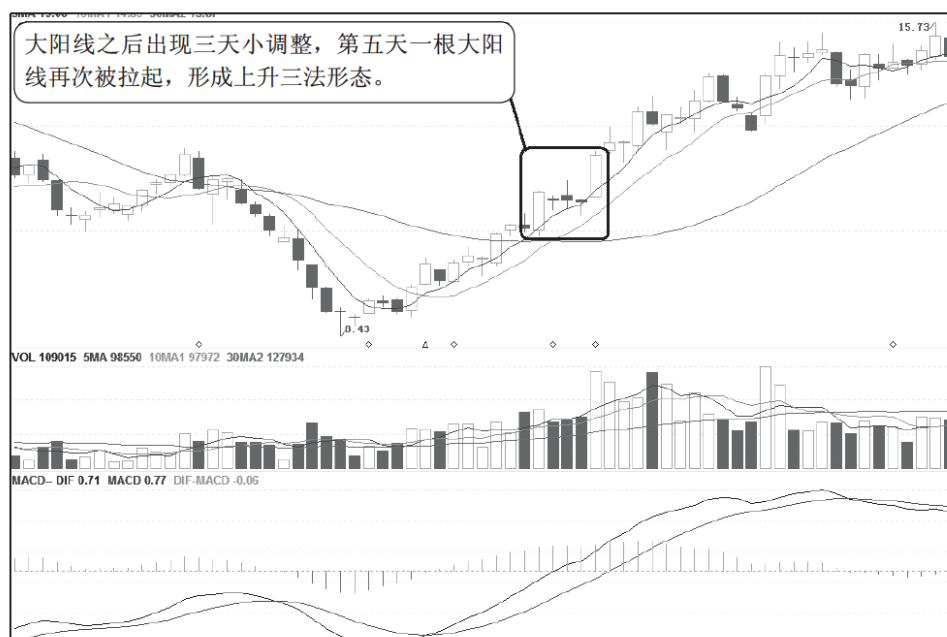 大阳线之后出现三天小调整，第五天一根大阳
线再次被拉起，形成上升三法形态。
15.73
8.43
VOL 109015 5MA 98550 10MA1 97972 30MA2 127934
MACD-- DIF 0.71 MACD 0.77 DIF-MACD -0.06